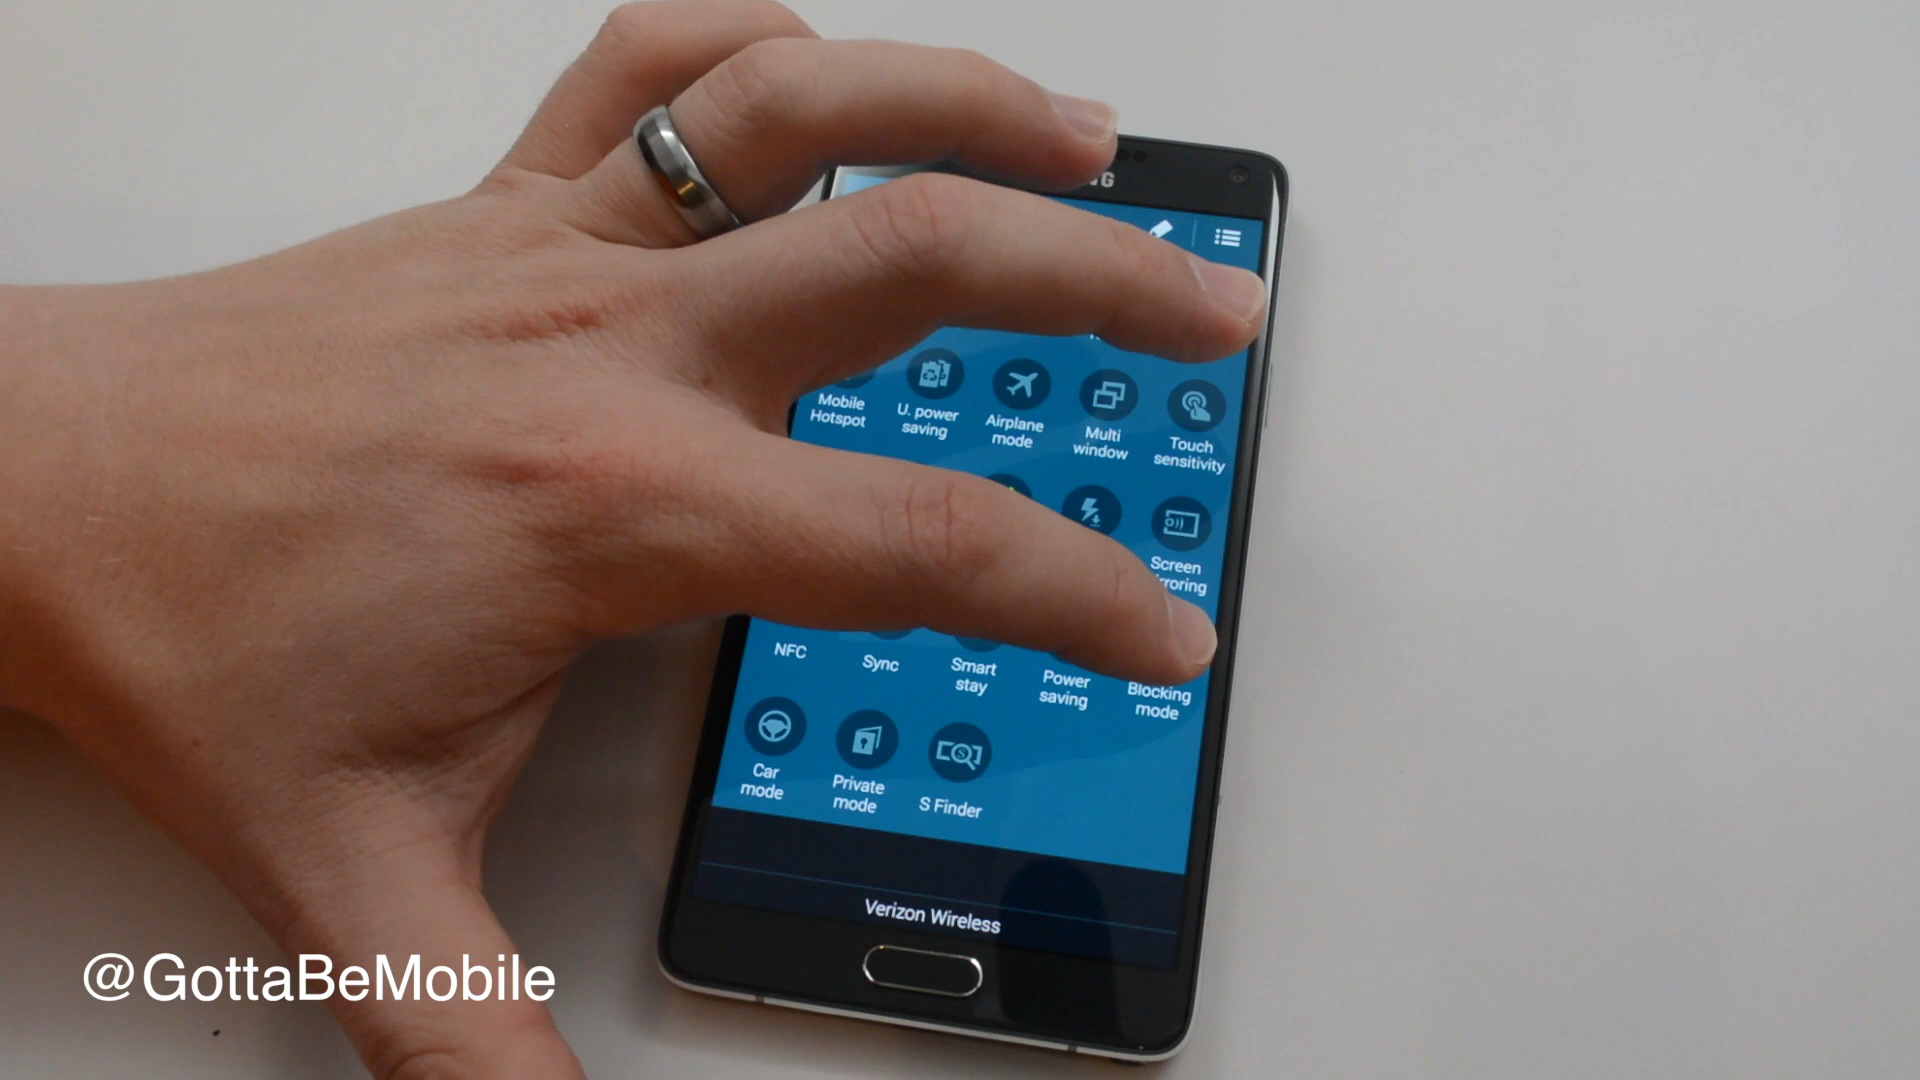 Mobile
Hotspot
U. power
saving
Airplane
mode
Multi
window
Touch
sensitivity
Screen
NFC
Sync
Smart
stay
Power
saving
Blocking
mode
Car
mode
Private
mode
S Finder
Verizon Wireless
@GottaBeMobile